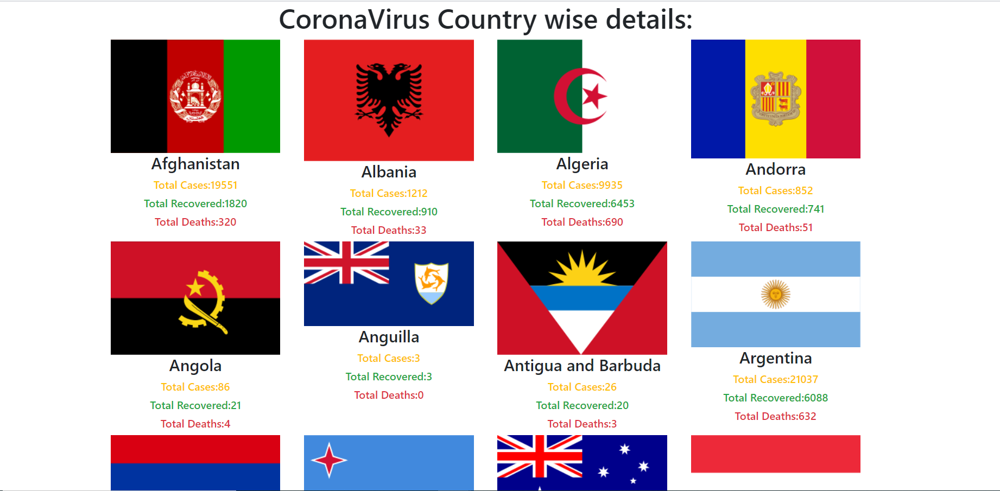 CoronaVirus Country wise details:
Afghanistan
Total Cases:19551
Total Recovered:1820
Total Deaths:320
Albania
Total Cases:1212
Total Recovered:910
Total Deaths:33
Algeria
Total Cases:9935
Total Recovered:6453
Total Deaths:690
Andorra
Total Cases:852
Total Recovered:741
Total Deaths:51
Angola
Total Cases:86
Total Recovered:21
Total Deaths:4
Anguilla
Total Cases:3
Total Recovered:3
Total Deaths:0
Antigua and Barbuda
Total Cases:26
Total Recovered:20
Total Deaths:3
Argentina
Total Cases:21037
Total Recovered:6088
Total Deaths:632